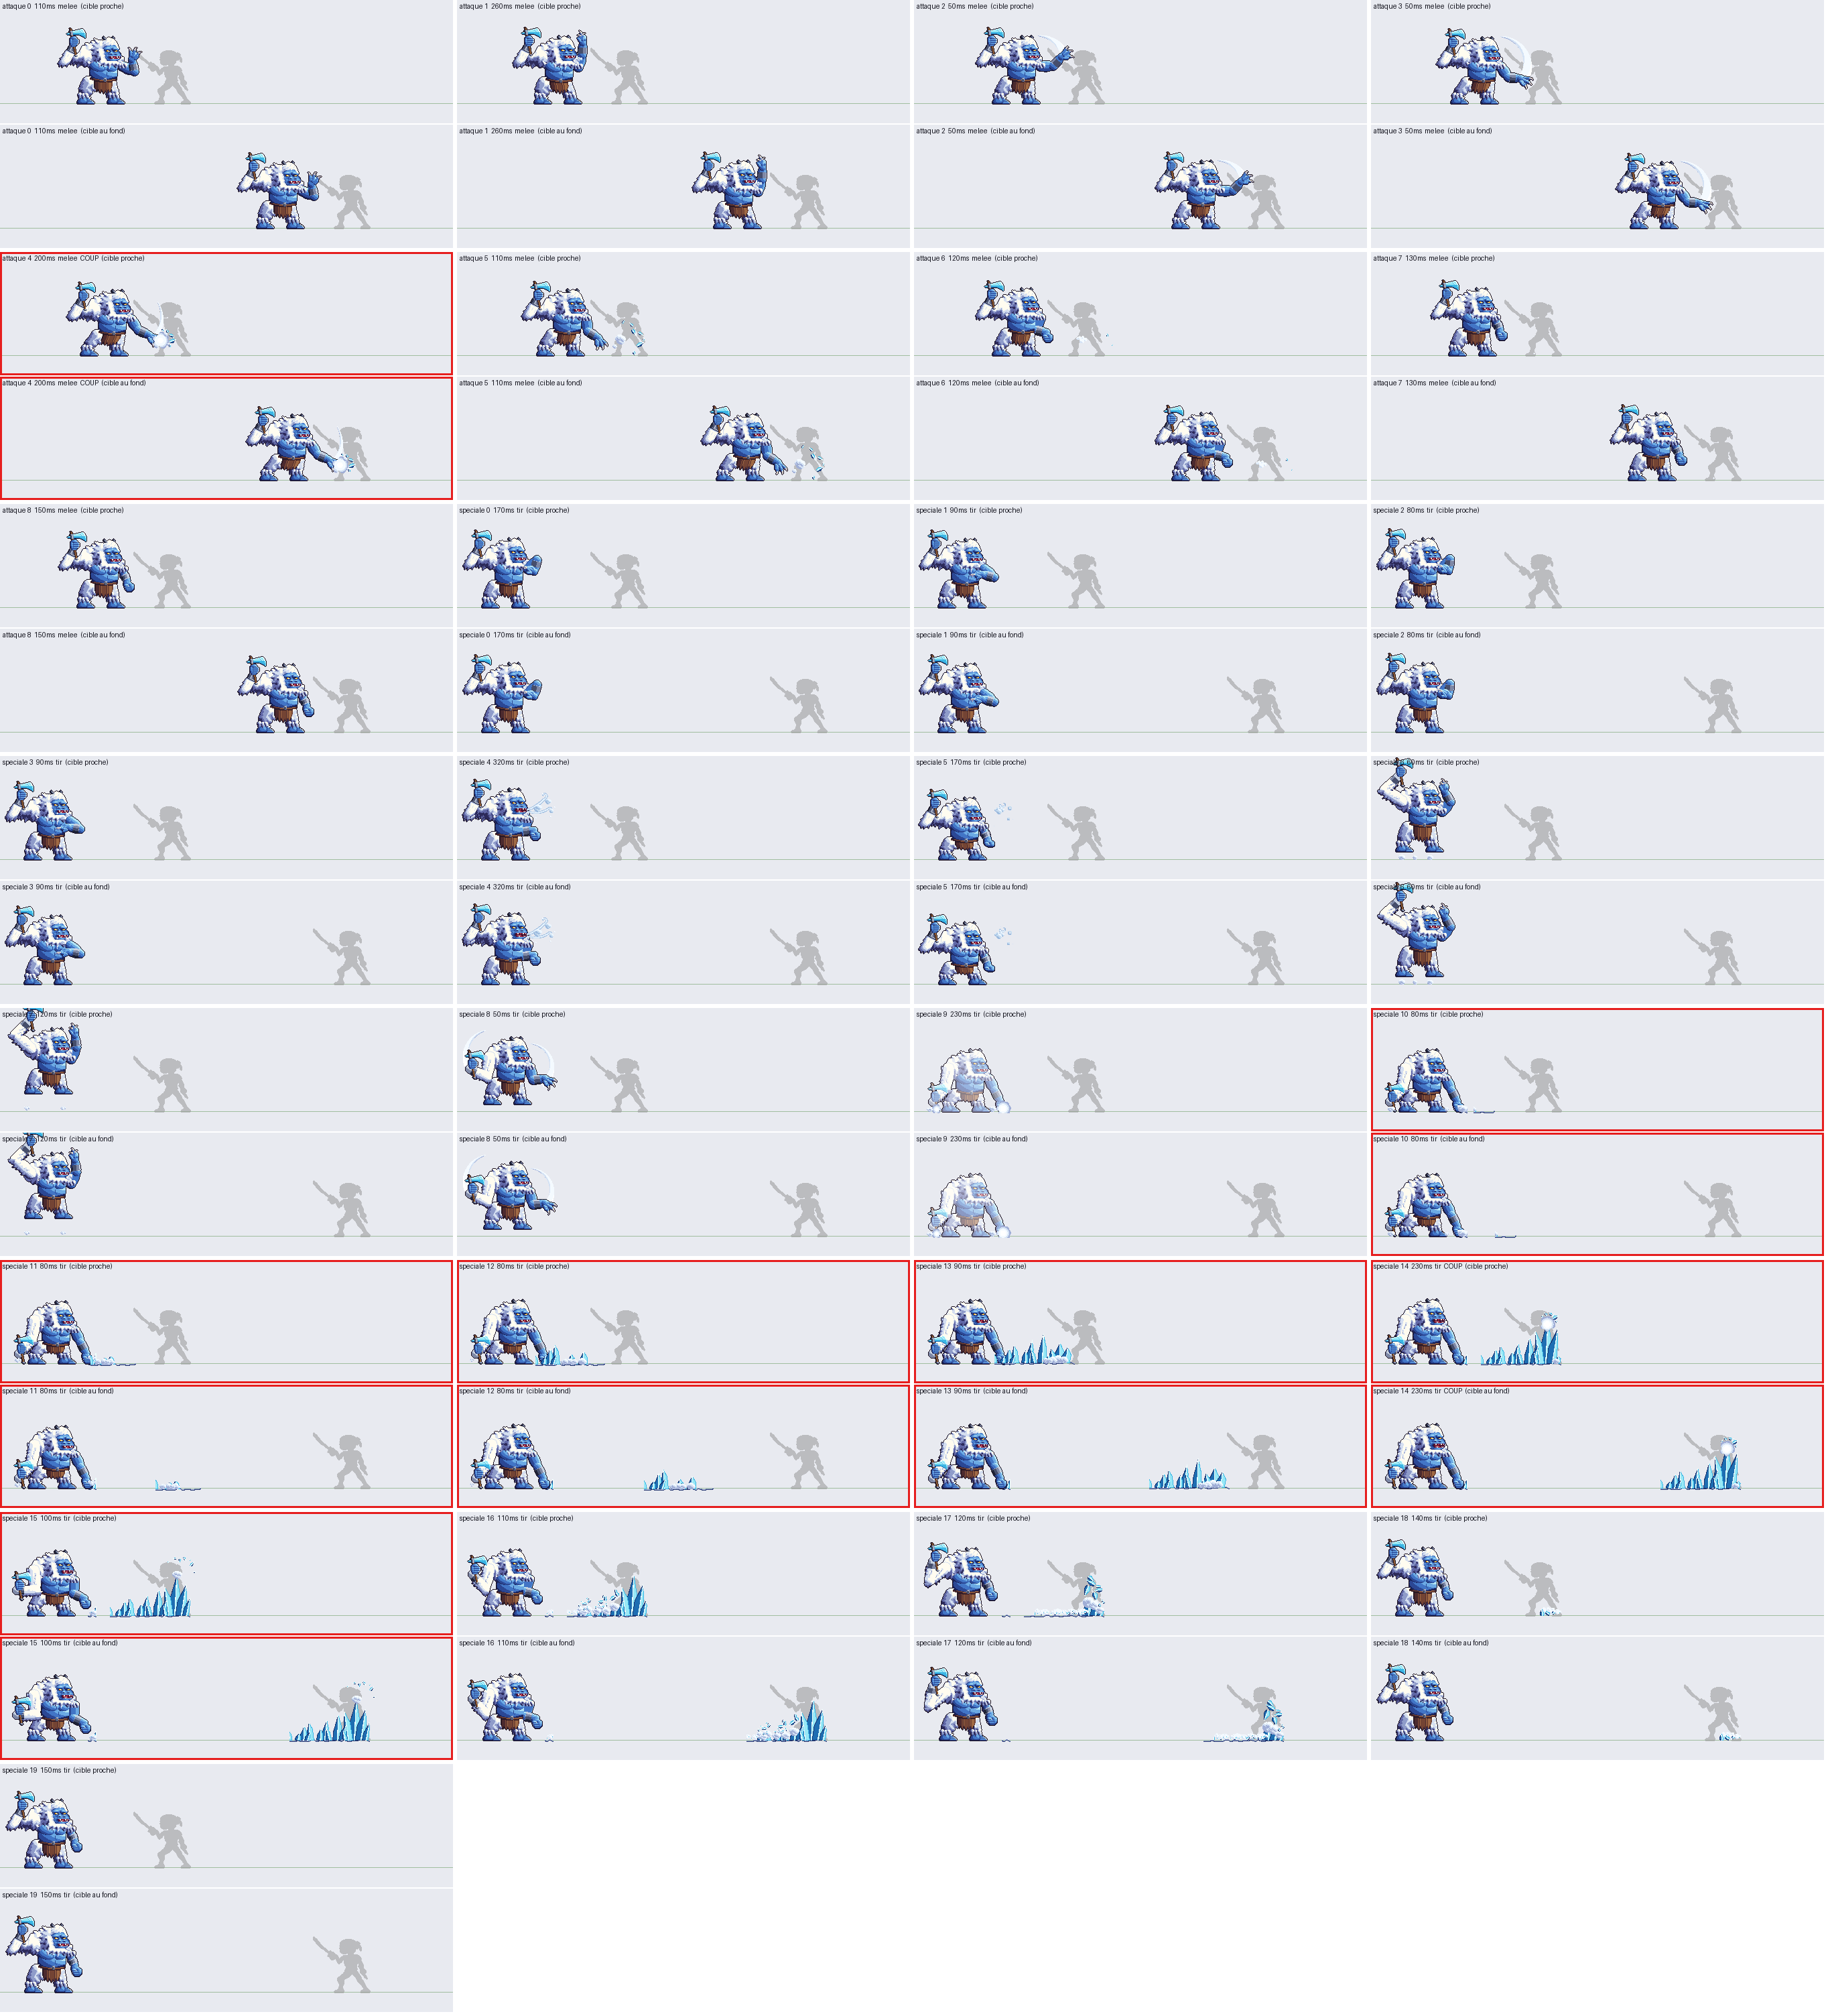 attaque 0 110ms melee (cible proche)
attaque 1 260ms melee (cible proche)
attaque 2 50ms melee (cible proche)
attaque 3 50ms melee (cible proche)
attaque 0 110ms melee (cible au fond)
attaque 1 260ms melee (cible au fond)
attaque 2 50ms melee (cible au fond)
attaque 3 50ms melee (cible au fond)
attaque 4 200ms melee COUP (cible proche)
attaque 5 110ms melee (cible proche)
attaque 6 120ms melee (cible proche)
attaque 7 130ms melee (cible proche)
attaque 4 200ms melee COUP (cible au fond)
attaque 5 110ms melee (cible au fond)
attaque 6 120ms melee (cible au fond)
attaque 7 130ms melee (cible au fond)
attaque 8 150ms melee (cible proche)
speciale 0 170ms tir (cible proche)
speciale 1 90ms tir (cible proche)
speciale 2 80ms tir (cible proche)
attaque 8 150ms melee (cible au fond)
speciale 0 170ms tir (cible au fond)
speciale 1 90ms tir (cible au fond)
speciale 2 80ms tir (cible au fond)
speciale 3 90ms tir (cible proche)
speciale 4 320ms tir (cible proche)
speciale 5 170ms tir (cible proche)
tir (cible proche)
speciale 3 90ms tir (cible au fond)
speciale 4 320ms tir (cible au fond)
speciale 5 170ms tir (cible au fond)
tir (cible au fond)
speciale tir (cible proche)
speciale 8 50ms tir (cible proche)
speciale 9 230ms tir (cible proche)
speciale 10 80ms tir (cible proche)
speciale tir (cible au fond)
speciale 8 50ms tir (cible au fond)
speciale 9 230ms tir (cible au fond)
speciale 10 80ms tir (cible au fond)
speciale 11 80ms tir (cible proche)
speciale 12 80ms tir (cible proche)
speciale 13 90ms tir (cible proche)
speciale 14 230ms tir COUP (cible proche)
speciale 11 80ms tir (cible au fond)
speciale 12 80ms tir (cible au fond)
speciale 13 90ms tir (cible au fond)
speciale 14 230ms tir COUP (cible au fond)
speciale 15 100ms tir (cible proche)
speciale 16 110ms tir (cible proche)
speciale 17 120ms tir (cible proche)
speciale 18 140ms tir (cible proche)
speciale 15 100ms tir (cible au fond)
speciale 16 110ms tir (cible au fond)
speciale 17 120ms tir (cible au fond)
speciale 18 140ms tir (cible au fond)
speciale 19 150ms tir (cible proche)
speciale 19 150ms tir (cible au fond)